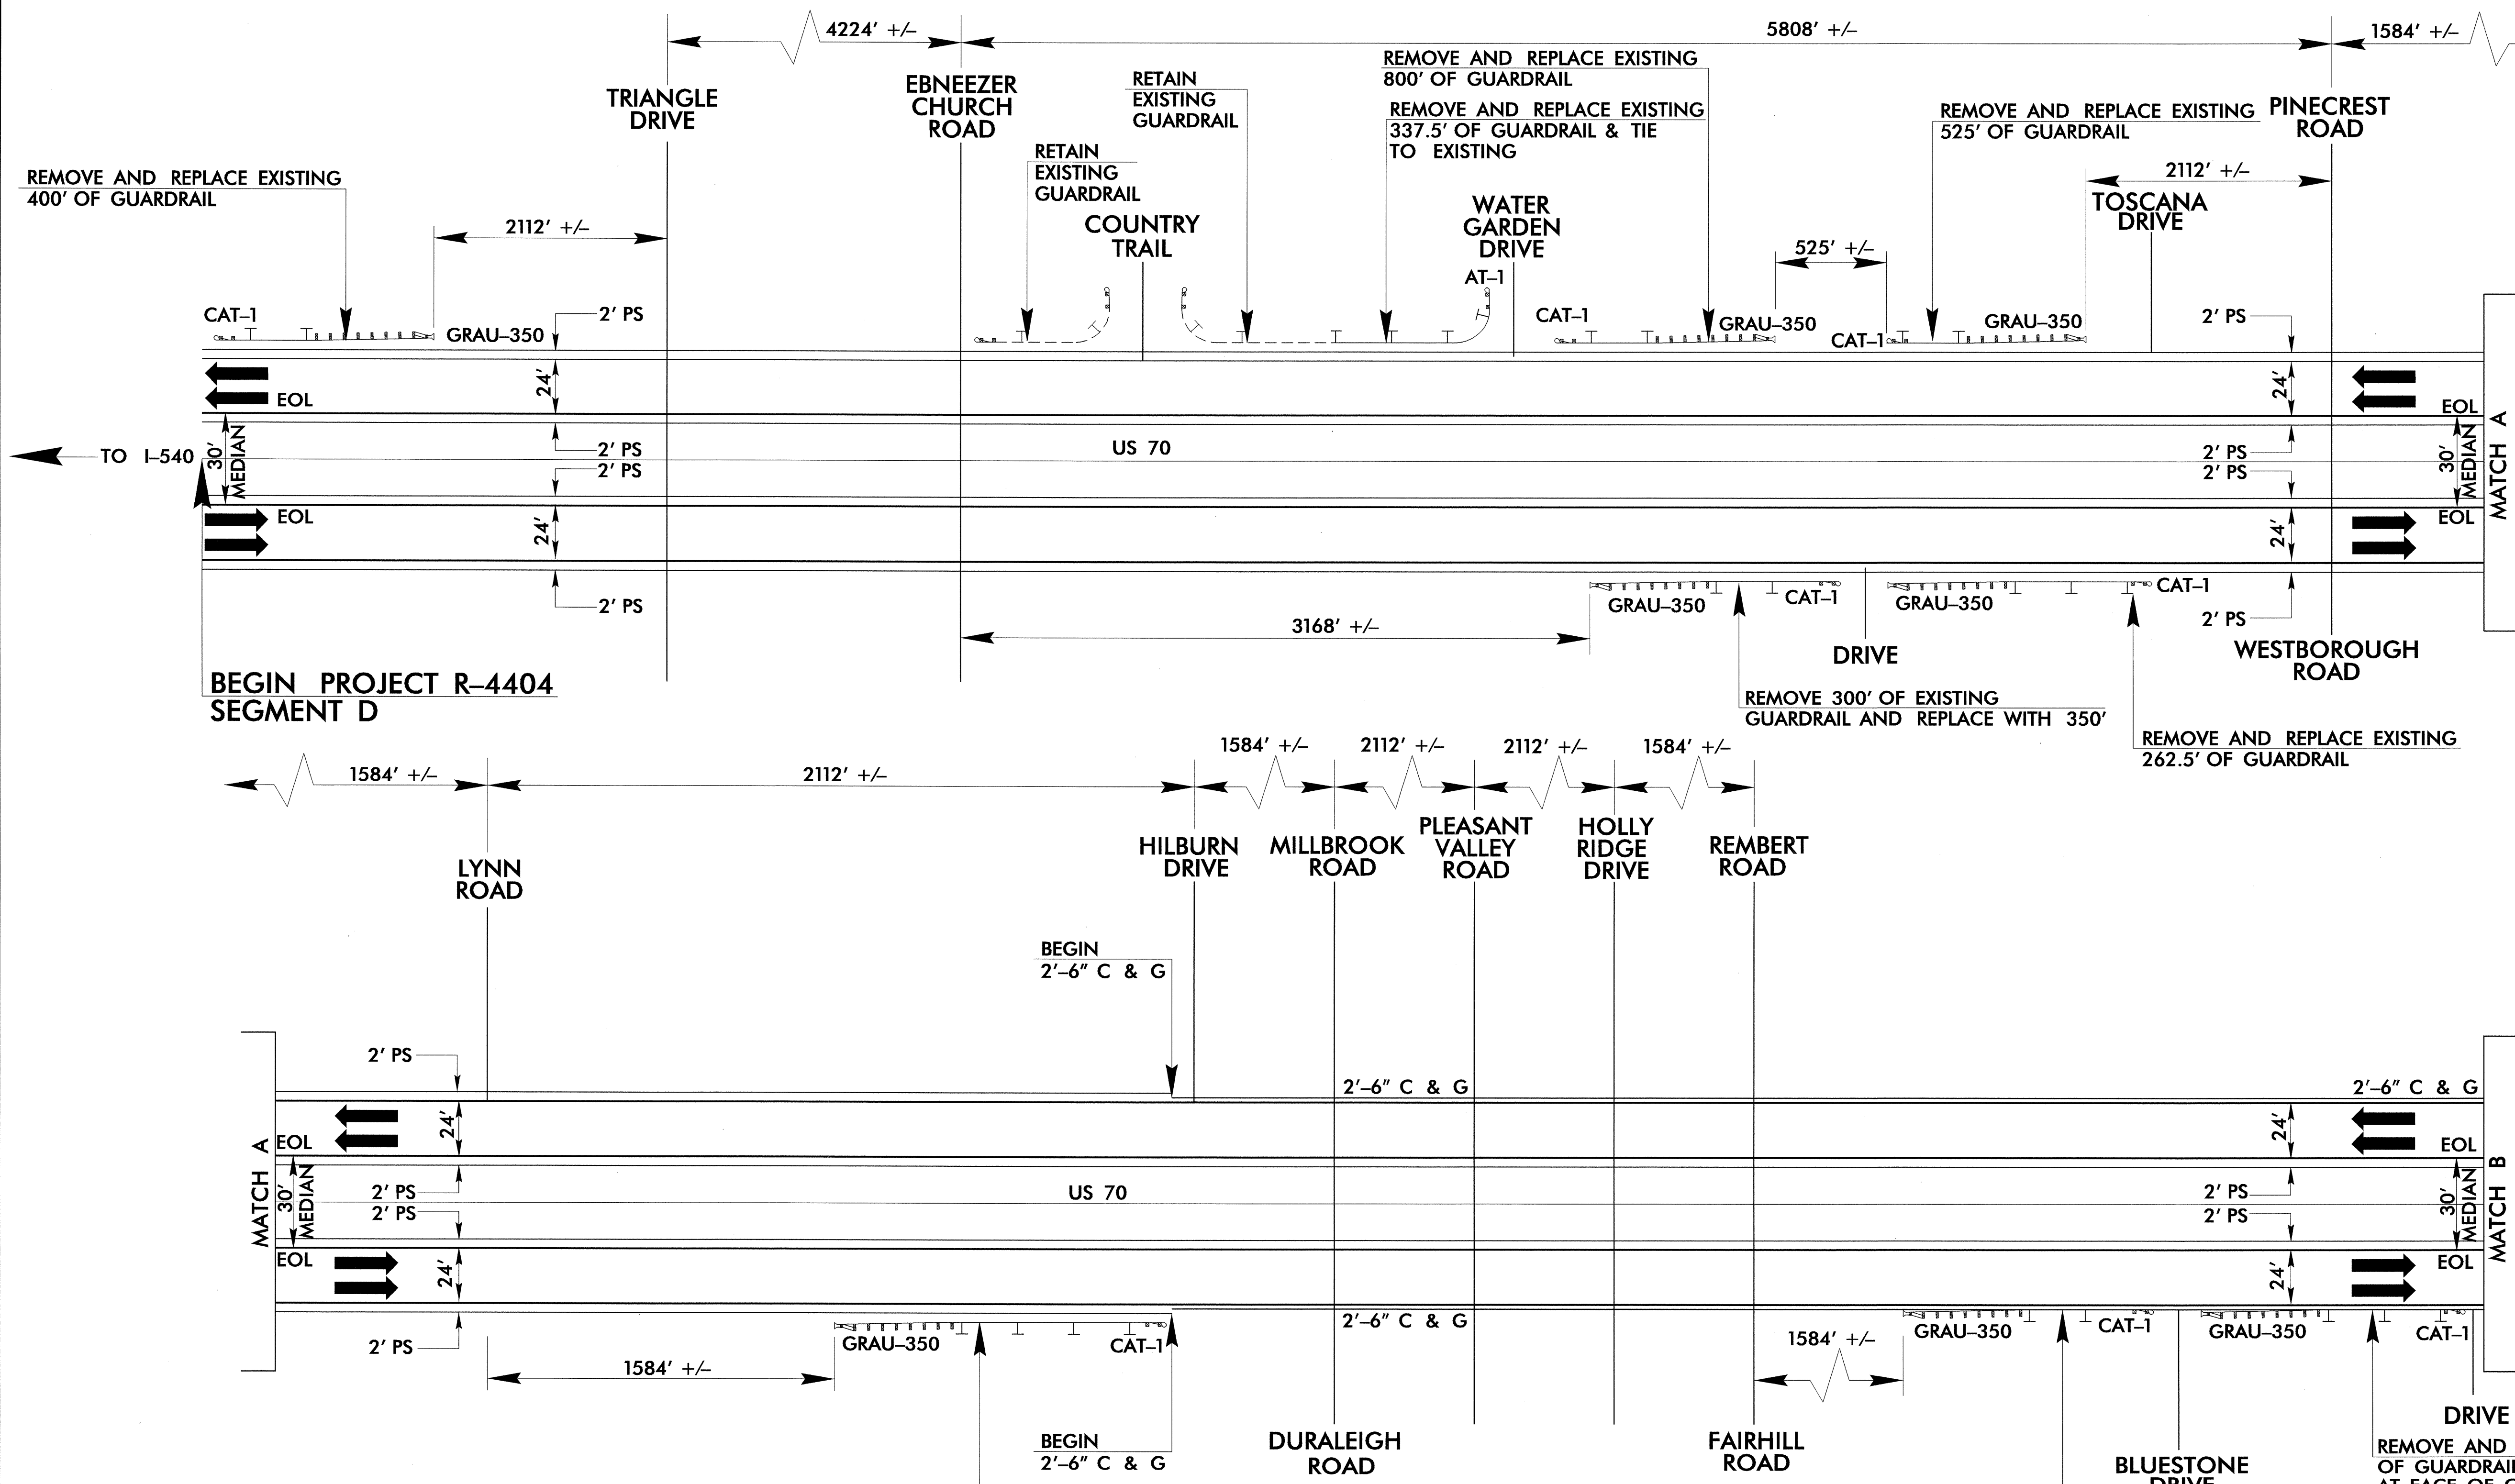 4224' +/–
5808' +/–
1584' +/–
TRIANGLE
DRIVE
EBNEEZER
CHURCH
ROAD
RETAIN
EXISTING
GUARDRAIL
REMOVE AND REPLACE EXISTING
800' OF GUARDRAIL
REMOVE AND REPLACE EXISTING
337.5' OF GUARDRAIL & TIE
TO EXISTING
REMOVE AND REPLACE EXISTING
525' OF GUARDRAIL
PINECREST
ROAD
REMOVE AND REPLACE EXISTING
400' OF GUARDRAIL
2112' +/–
RETAIN
EXISTING
GUARDRAIL
COUNTRY
TRAIL
WATER
GARDEN
DRIVE
AT–1
525' +/–
2112' +/–
TOSCANA
DRIVE
CAT–1
GRAU–350
2' PS
CAT–1
GRAU–350
CAT–1
GRAU–350
2' PS
24'
EOL
24'
EOL
TO I–540
30'
MEDIAN
2' PS
2' PS
US 70
2' PS
2' PS
30'
MEDIAN
MATCH A
EOL
24'
24'
EOL
2' PS
GRAU–350
CAT–1
GRAU–350
CAT–1
2' PS
3168' +/–
DRIVE
WESTBOROUGH
ROAD
BEGIN PROJECT R–4404
SEGMENT D
REMOVE 300' OF EXISTING
GUARDRAIL AND REPLACE WITH 350'
REMOVE AND REPLACE EXISTING
262.5' OF GUARDRAIL
1584' +/–
2112' +/–
1584' +/–
2112' +/–
2112' +/–
1584' +/–
LYNN
ROAD
HILBURN
DRIVE
MILLBROOK
ROAD
PLEASANT
VALLEY
ROAD
HOLLY
RIDGE
DRIVE
REMBERT
ROAD
BEGIN
2'–6" C & G
2' PS
2'–6" C & G
2'–6" C & G
24'
EOL
24'
EOL
MATCH A
30'
MEDIAN
2' PS
2' PS
US 70
2' PS
2' PS
30'
MEDIAN
MATCH B
EOL
24'
24'
EOL
2' PS
GRAU–350
CAT–1
2'–6" C & G
GRAU–350
CAT–1
GRAU–350
CAT–1
1584' +/–
1584' +/–
BEGIN
2'–6" C & G
DURALEIGH
ROAD
FAIRHILL
ROAD
BLUESTONE
DRIVE
DRIVE
REMOVE AND
OF GUARDRAIL
AT FACE OF